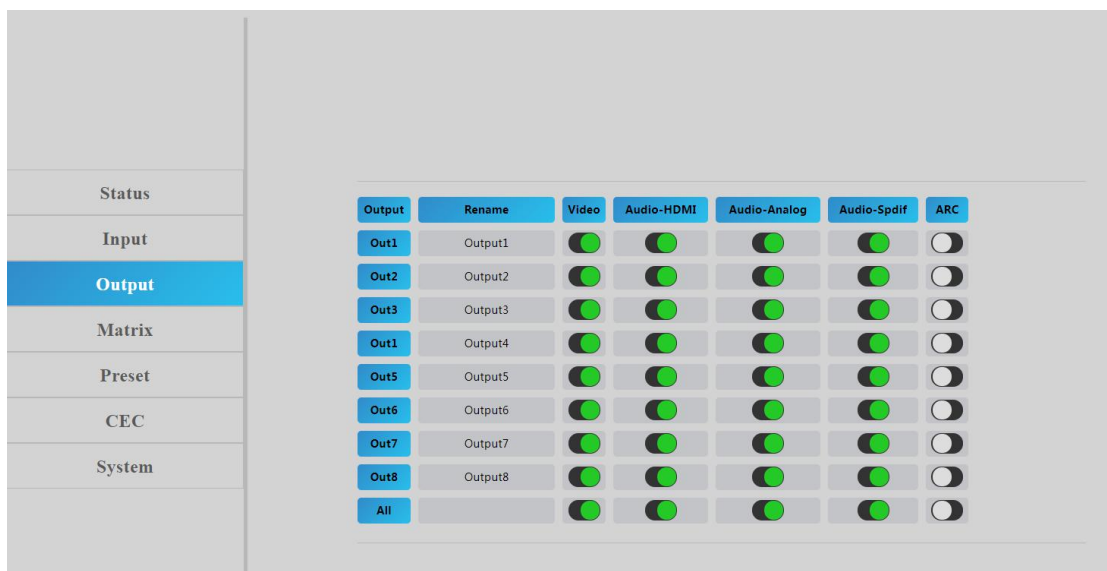 Status
Input
Output
Matrix
Preset
CEC
System
Output Rename Video Audio-HDMI Audio-Analog Audio-Spdif ARC
Out1 Output1
Out2 Output2
Out3 Output3
Out1 Output4
Out5 Output5
Out6 Output6
Out7 Output7
Out8 Output8
All